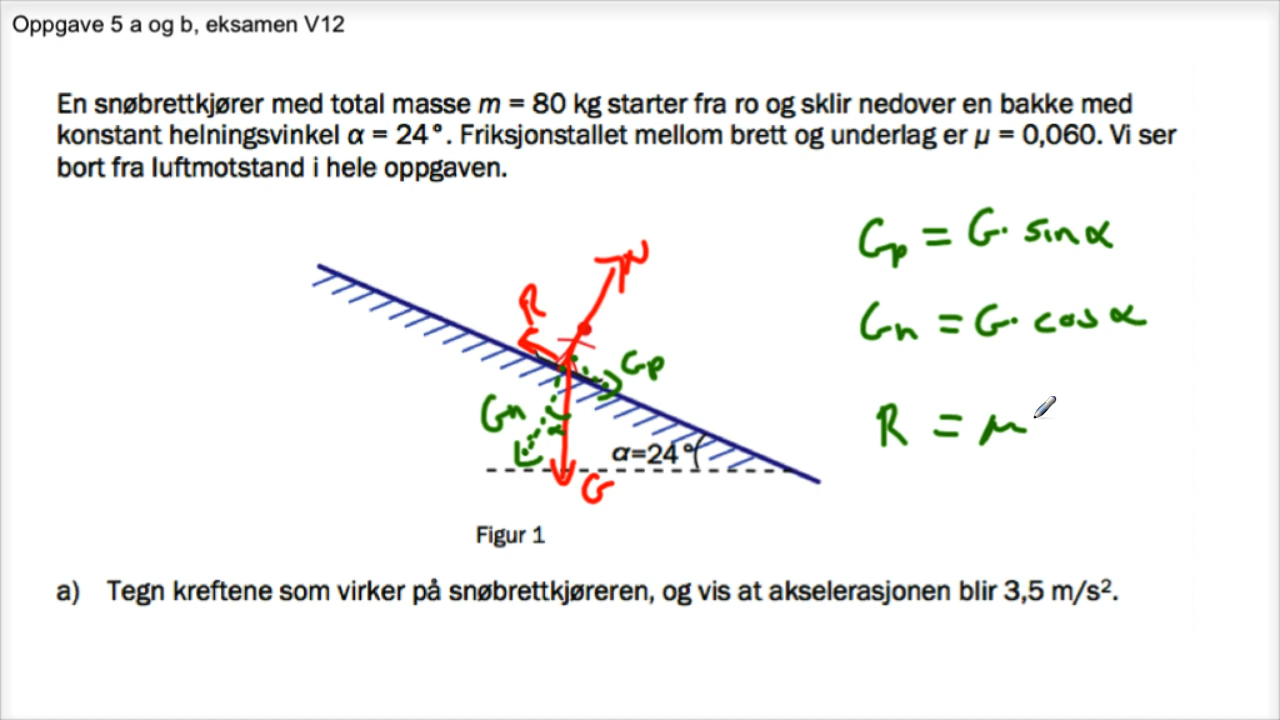 Oppgave 5 a og b, eksamen V12
En snøbrettkjører med total masse m = 80 kg starter fra ro og sklir nedover en bakke med
konstant helningsvinkel α = 24°. Friksjonstallet mellom brett og underlag er μ = 0,060. Vi ser
bort fra luftmotstand i hele oppgaven.
Gp = G· sinα
N
R
Gn = G· cosα
Gp
Gn
α
R = μ
α=24°
G
Figur 1
a) Tegn kreftene som virker på snøbrettkjøreren, og vis at akselerasjonen blir 3,5 m/s².